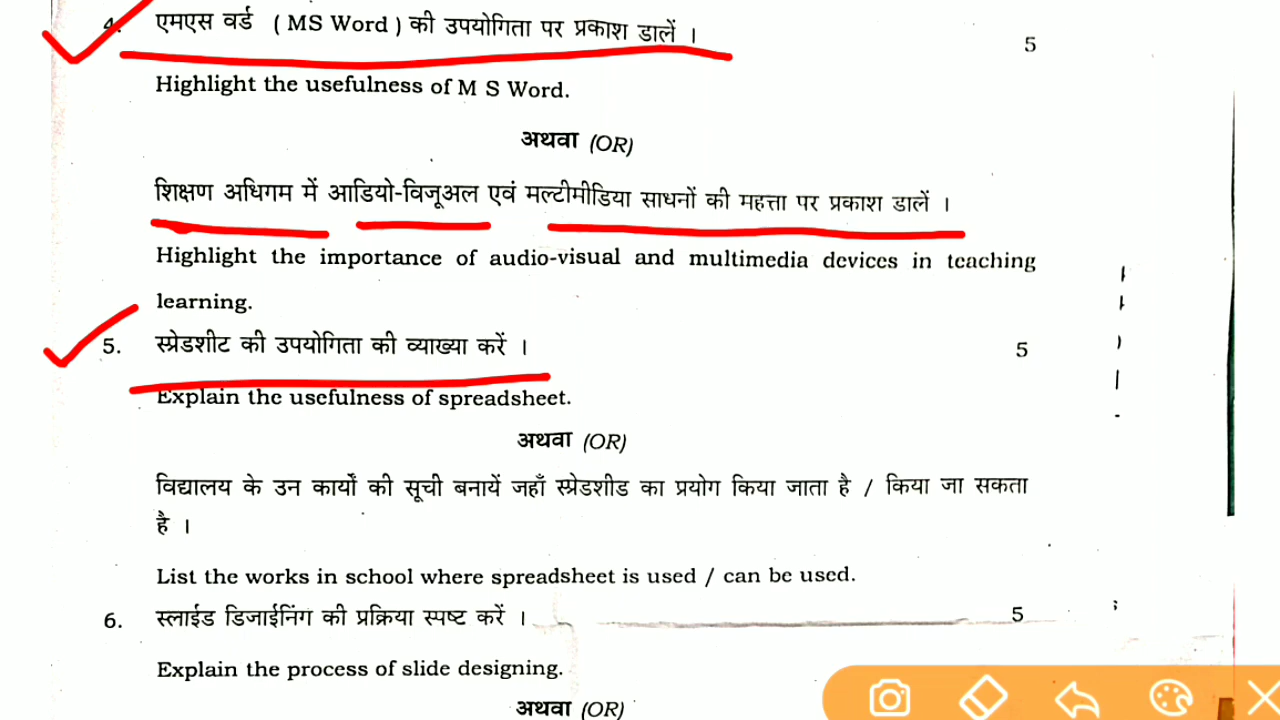 4. एमएस वर्ड ( MS Word ) की उपयोगिता पर प्रकाश डालें । 5
Highlight the usefulness of M S Word.
अथवा (OR)
शिक्षण अधिगम में आडियो-विजूअल एवं मल्टीमीडिया साधनों की महत्ता पर प्रकाश डालें ।
Highlight the importance of audio-visual and multimedia devices in teaching
learning.
5. स्प्रेडशीट की उपयोगिता की व्याख्या करें । 5
Explain the usefulness of spreadsheet.
अथवा (OR)
विद्यालय के उन कार्यों की सूची बनायें जहाँ स्प्रेडशीड का प्रयोग किया जाता है / किया जा सकता
है ।
List the works in school where spreadsheet is used / can be used.
6. स्लाईड डिजाईनिंग की प्रक्रिया स्पष्ट करें । 5
Explain the process of slide designing.
अथवा (OR)